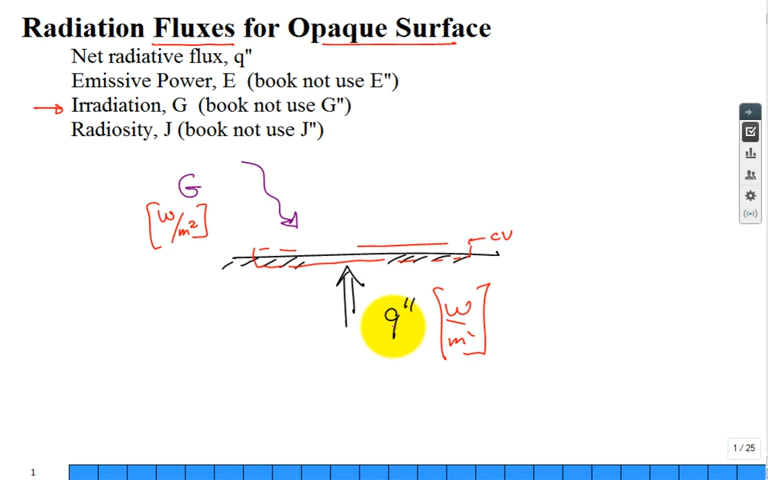 Radiation Fluxes for Opaque Surface
Net radiative flux, q"
Emissive Power, E (book not use E")
Irradiation, G (book not use G")
Radiosity, J (book not use J")
G
[W/m²]
CV
q" [W/m²]
1 / 25
1